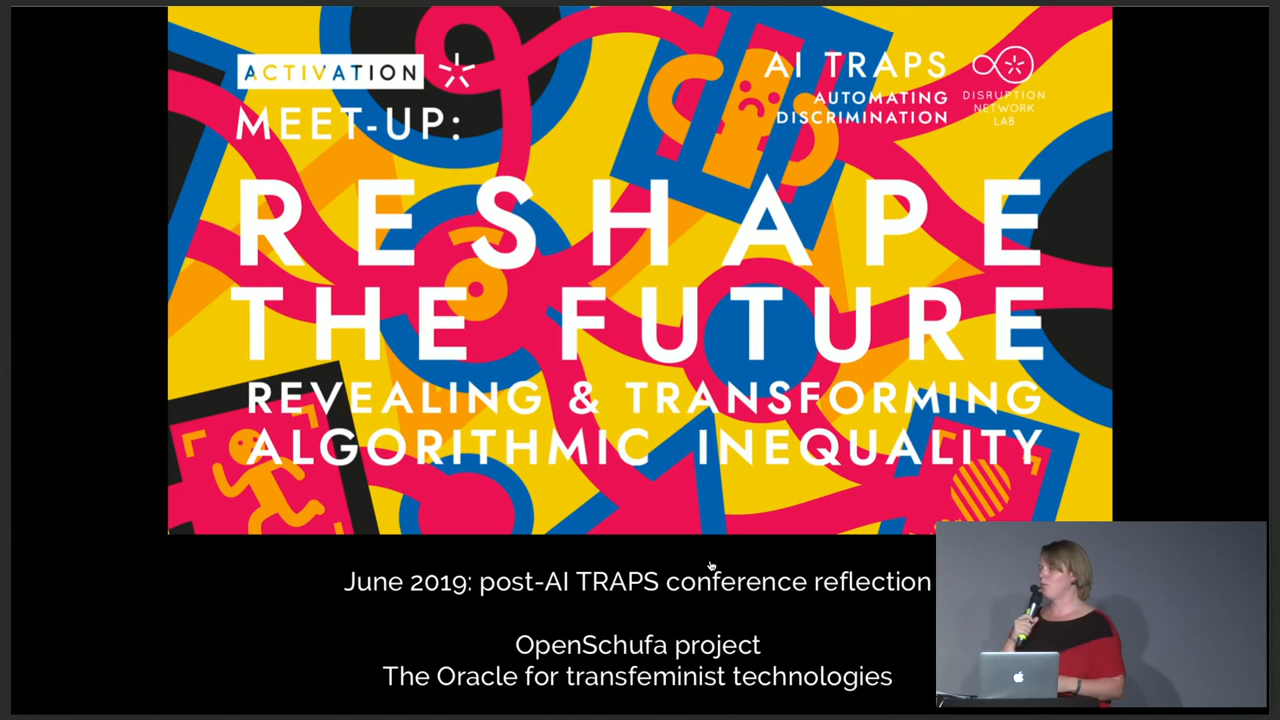 ACTIVATION
MEET-UP:
AI TRAPS
AUTOMATING
DISCRIMINATION
DISRUPTION
NETWORK
LAB
RESHAPE
THE FUTURE
REVEALING & TRANSFORMING
ALGORITHMIC INEQUALITY
June 2019: post-AI TRAPS conference reflection
OpenSchufa project
The Oracle for transfeminist technologies